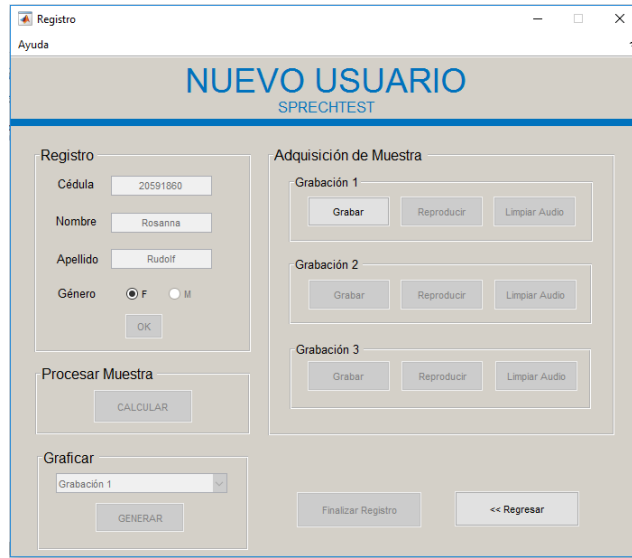 Registro
Ayuda
NUEVO USUARIO
SPRECHTEST
Registro
Cédula 20591860
Nombre Rosanna
Apellido Rudolf
Género F M
OK
Procesar Muestra
CALCULAR
Graficar
Grabación 1
GENERAR
Adquisición de Muestra
Grabación 1
Grabar Reproducir Limpiar Audio
Grabación 2
Grabar Reproducir Limpiar Audio
Grabación 3
Grabar Reproducir Limpiar Audio
Finalizar Registro << Regresar